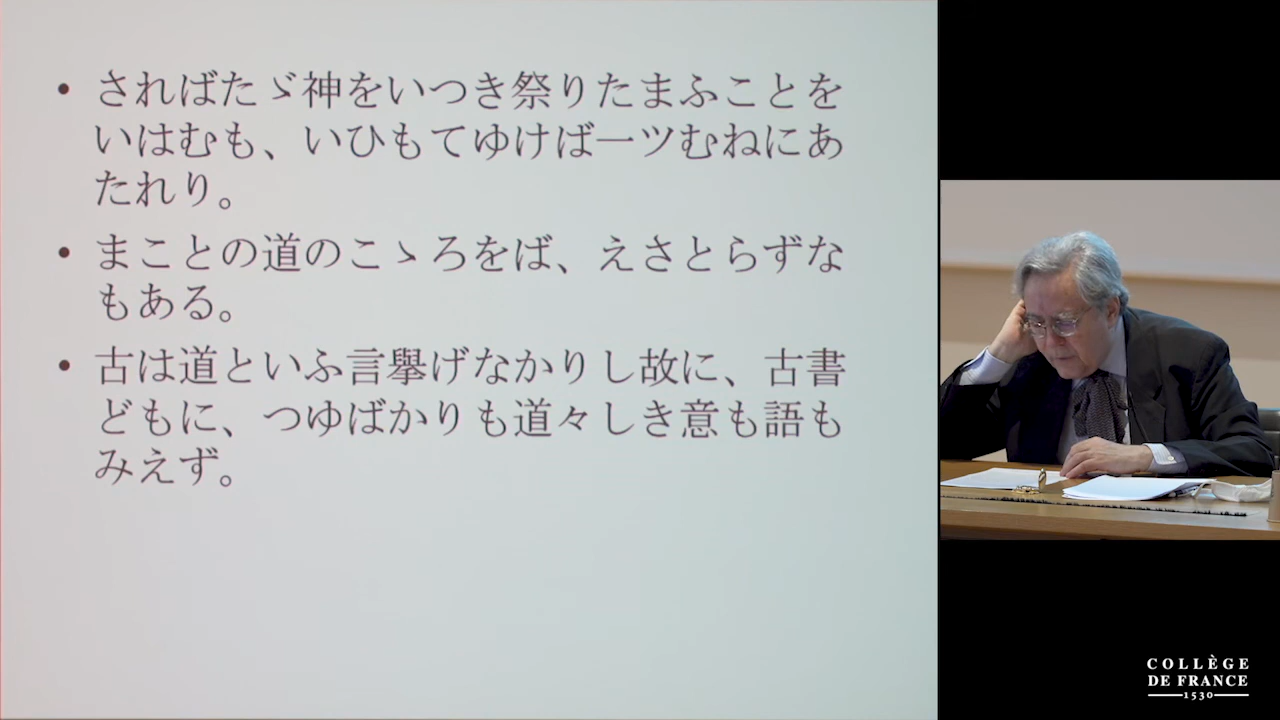 • さればたゞ神をいつき祭りたまふことを
いはむも、いひもてゆけば一ツむねにあ
たれり。
• まことの道のこゝろをば、えさとらずな
もある。
• 古は道といふ言擧げなかりし故に、古書
どもに、つゆばかりも道々しき意も語も
みえず。
COLLÈGE
DE FRANCE
1530